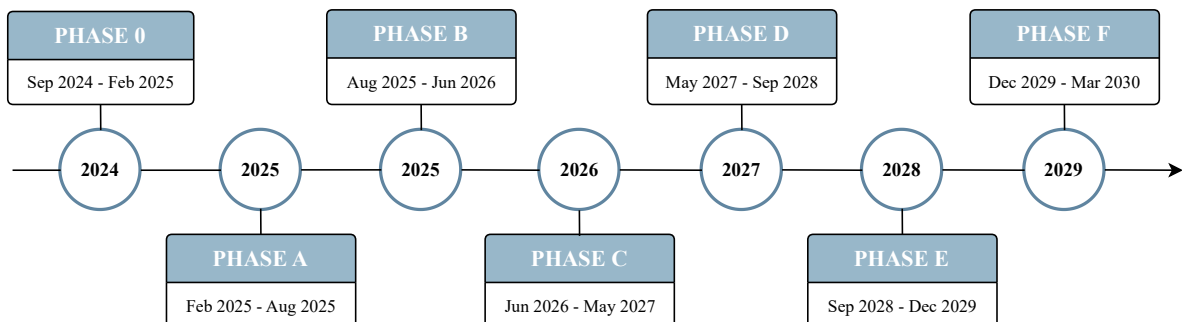 PHASE 0
Sep 2024 - Feb 2025
PHASE B
Aug 2025 - Jun 2026
PHASE D
May 2027 - Sep 2028
PHASE F
Dec 2029 - Mar 2030
2024
2025
2025
2026
2027
2028
2029
PHASE A
Feb 2025 - Aug 2025
PHASE C
Jun 2026 - May 2027
PHASE E
Sep 2028 - Dec 2029